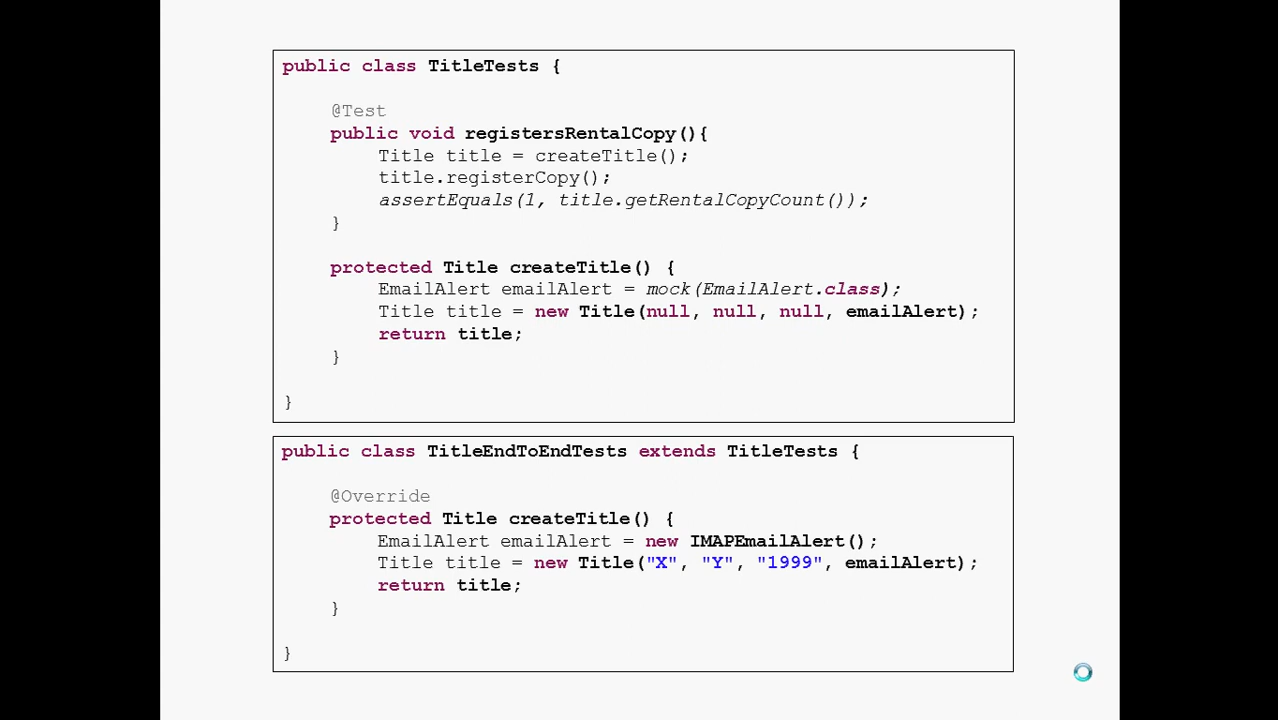 public class TitleTests {
@Test
public void registersRentalCopy(){
Title title = createTitle();
title.registerCopy();
assertEquals(1, title.getRentalCopyCount());
}
protected Title createTitle() {
EmailAlert emailAlert = mock(EmailAlert.class);
Title title = new Title(null, null, null, emailAlert);
return title;
}
}
public class TitleEndToEndTests extends TitleTests {
@Override
protected Title createTitle() {
EmailAlert emailAlert = new IMAPEmailAlert();
Title title = new Title("X", "Y", "1999", emailAlert);
return title;
}
}